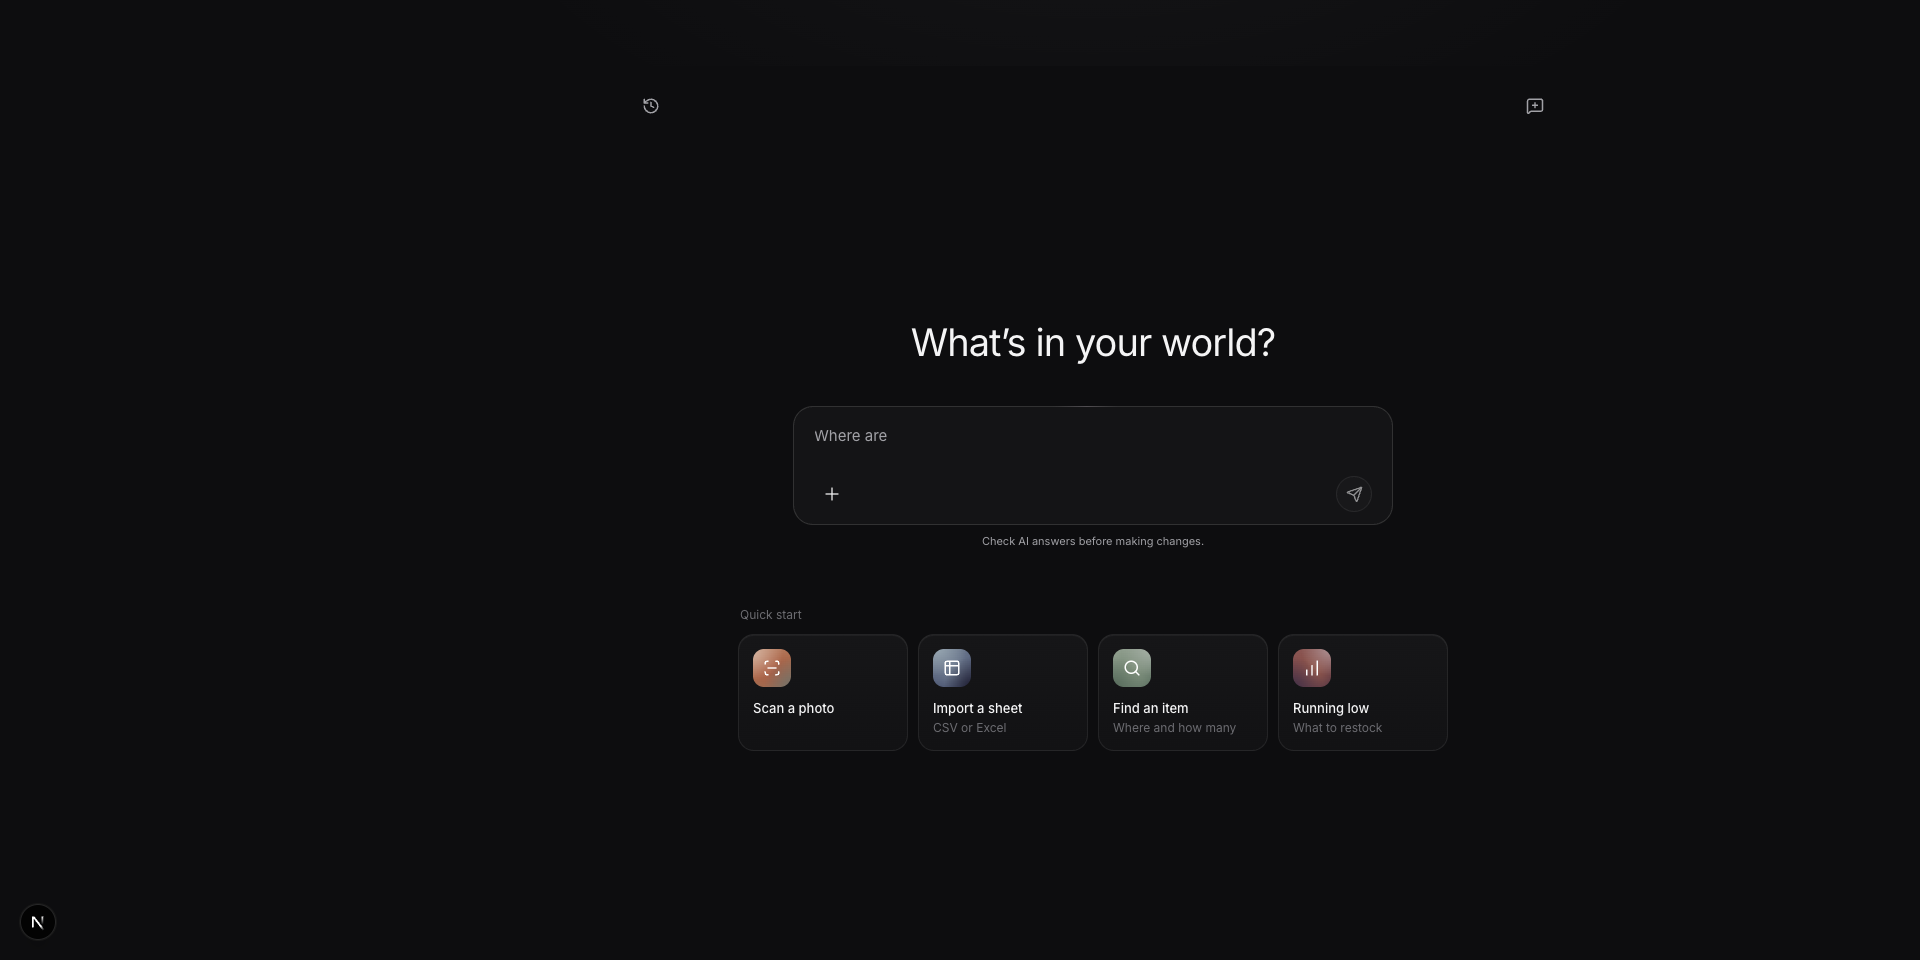 What’s in your world?
Where are
Check AI answers before making changes.
Quick start
Scan a photo
Import a sheet
CSV or Excel
Find an item
Where and how many
Running low
What to restock
N